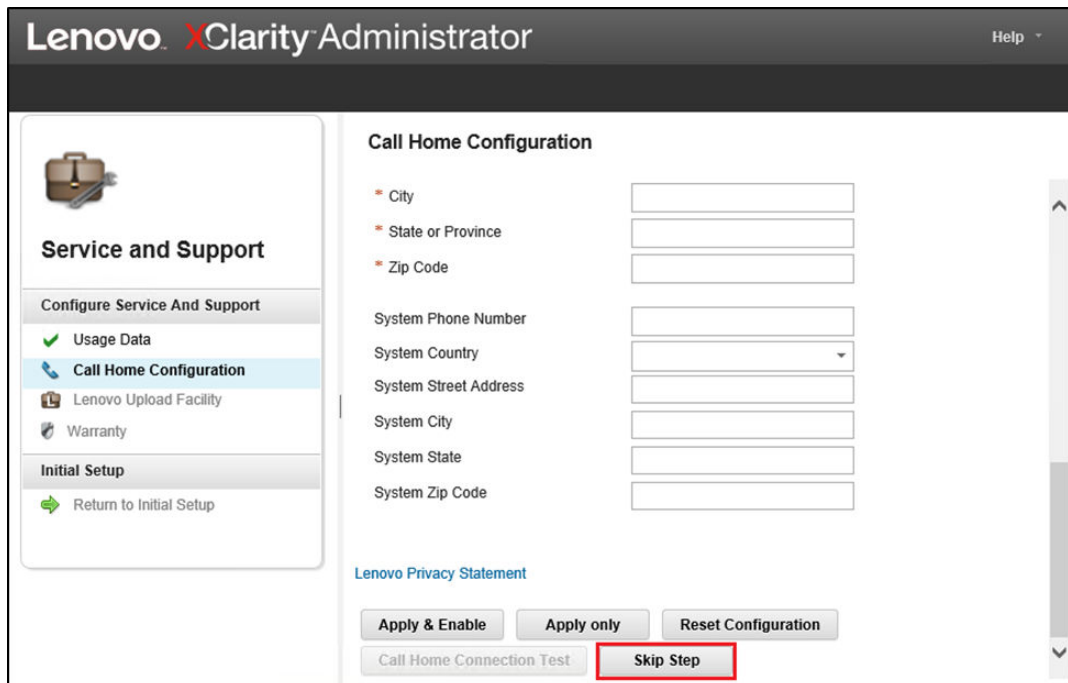 Lenovo. XClarity Administrator
Help
Service and Support
Configure Service And Support
Usage Data
Call Home Configuration
Lenovo Upload Facility
Warranty
Initial Setup
Return to Initial Setup
Call Home Configuration
* City
* State or Province
* Zip Code
System Phone Number
System Country
System Street Address
System City
System State
System Zip Code
Lenovo Privacy Statement
Apply & Enable Apply only Reset Configuration
Call Home Connection Test Skip Step